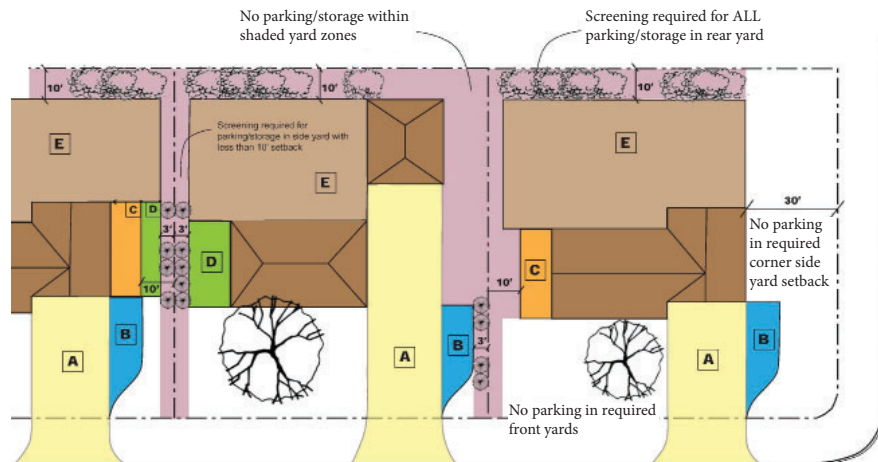 No parking/storage within
shaded yard zones
Screening required for ALL
parking/storage in rear yard
10'
10'
10'
Screening required for
parking/storage in side yard with
less than 10' setback
E
E
E
30'
C
D
3'
3'
No parking
in required
corner side
yard setback
D
C
10'
10'
B
A
A
B
3'
A
B
No parking in required
front yards